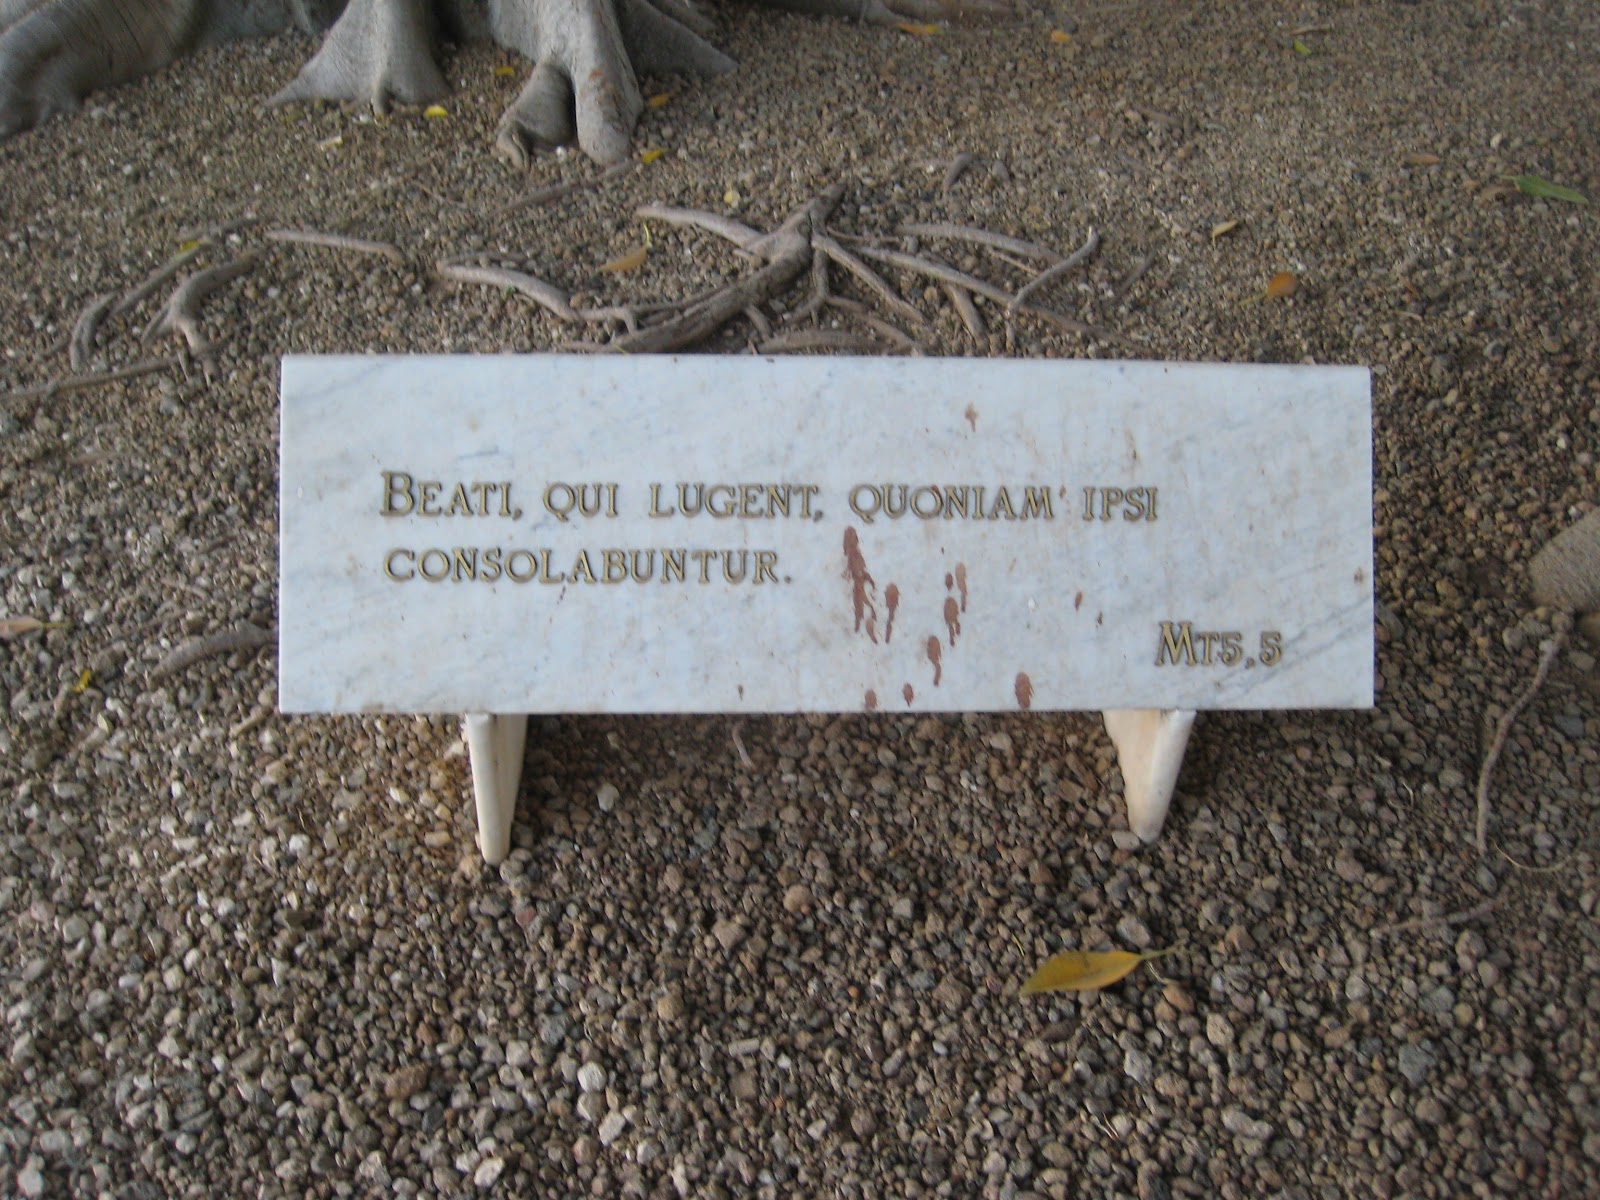 BEATI, QUI LUGENT, QUONIAM IPSI
CONSOLABUNTUR.
MT5,5